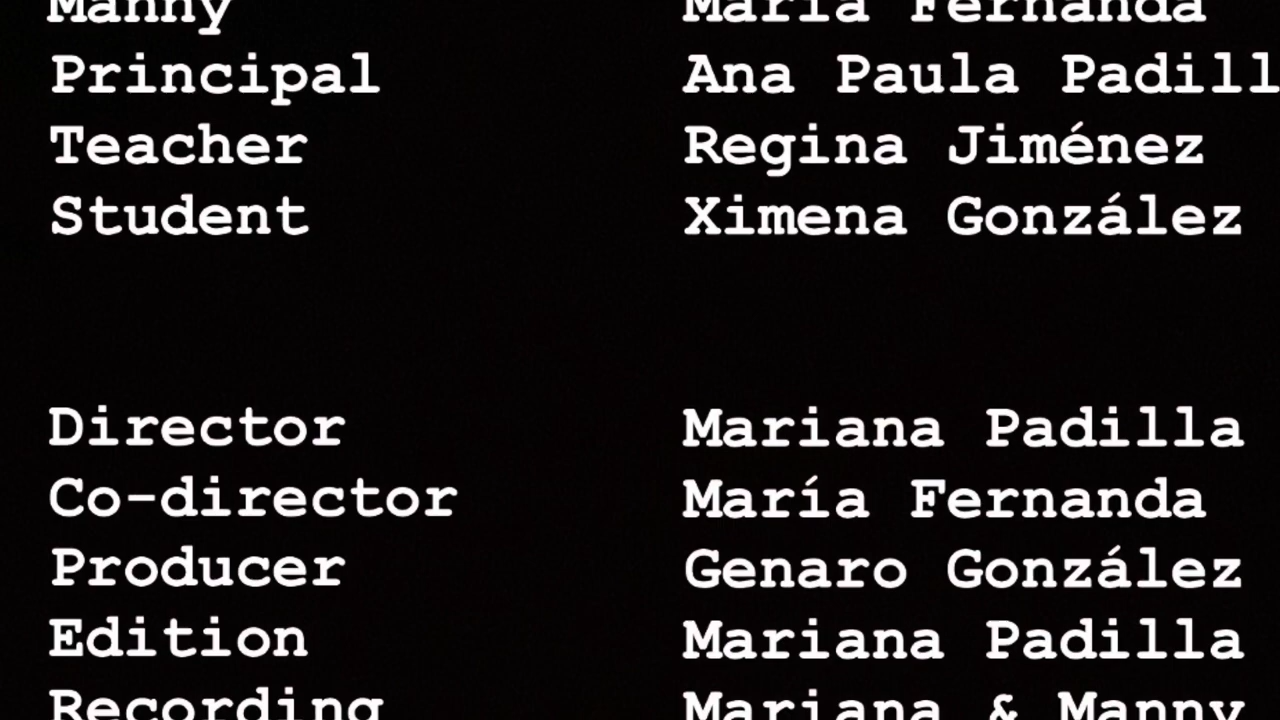 Manny María Fernanda
Principal Ana Paula Padill
Teacher Regina Jiménez
Student Ximena González
Director Mariana Padilla
Co-director María Fernanda
Producer Genaro González
Edition Mariana Padilla
Recording Mariana & Manny